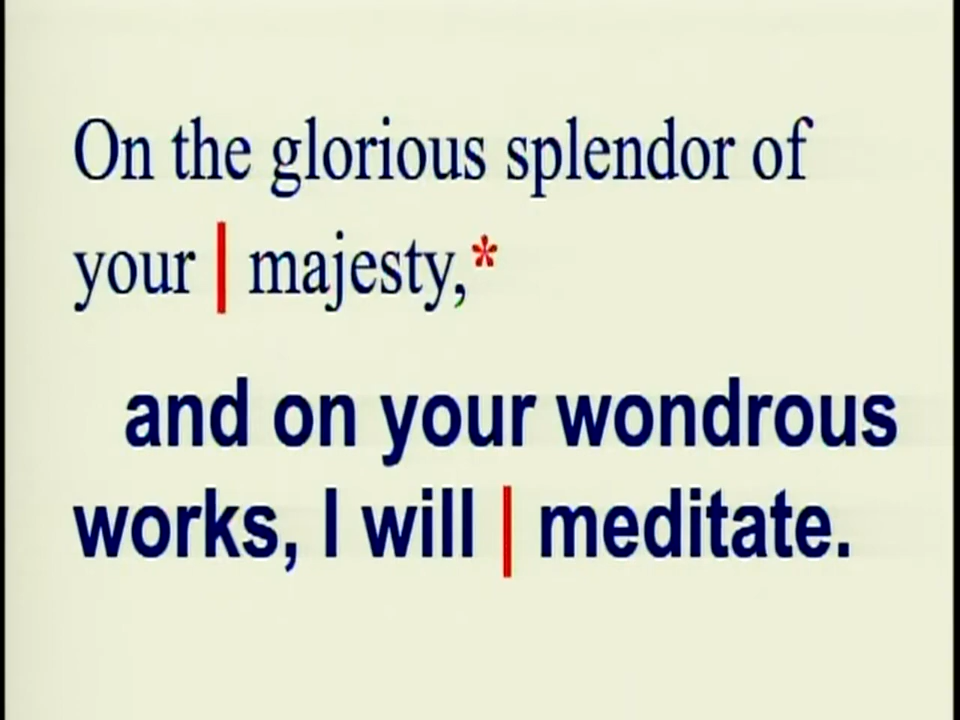 On the glorious splendor of
your | majesty,*
and on your wondrous
works, I will | meditate.